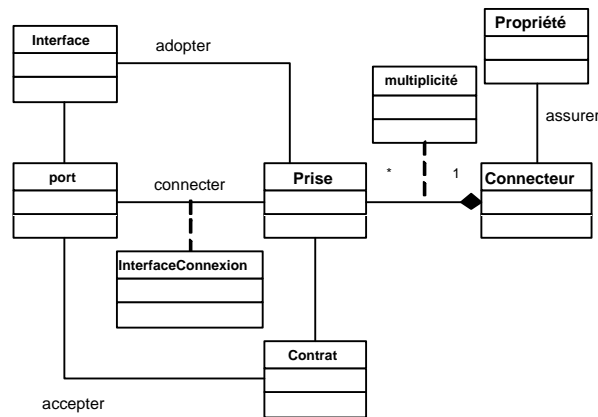 Propriété
Interface
adopter
multiplicité
assurer
port
connecter
Prise
*
1
Connecteur
InterfaceConnexion
Contrat
accepter